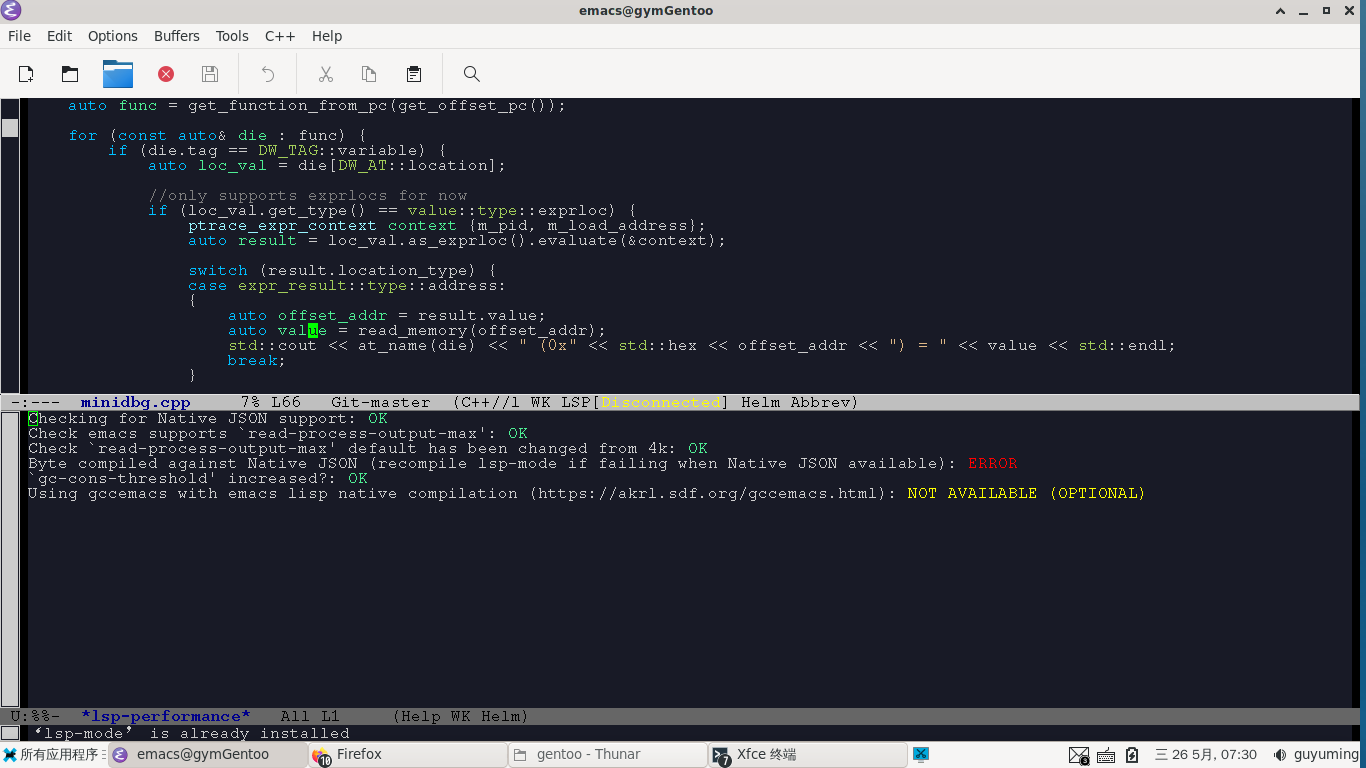 emacs@gymGentoo
File Edit Options Buffers Tools C++ Help
auto func = get_function_from_pc(get_offset_pc());
for (const auto& die : func) {
if (die.tag == DW_TAG::variable) {
auto loc_val = die[DW_AT::location];
//only supports exprlocs for now
if (loc_val.get_type() == value::type::exprloc) {
ptrace_expr_context context {m_pid, m_load_address};
auto result = loc_val.as_exprloc().evaluate(&context);
switch (result.location_type) {
case expr_result::type::address:
{
auto offset_addr = result.value;
auto value = read_memory(offset_addr);
std::cout << at_name(die) << " (0x" << std::hex << offset_addr << ") = " << value << std::endl;
break;
}
-:--- minidbg.cpp 7% L66 Git-master (C++//l WK LSP[Disconnected] Helm Abbrev)
Checking for Native JSON support: OK
Check emacs supports `read-process-output-max': OK
Check `read-process-output-max' default has been changed from 4k: OK
Byte compiled against Native JSON (recompile lsp-mode if failing when Native JSON available): ERROR
`gc-cons-threshold' increased?: OK
Using gccemacs with emacs lisp native compilation (https://akrl.sdf.org/gccemacs.html): NOT AVAILABLE (OPTIONAL)
U:%%- *lsp-performance* All L1 (Help WK Helm)
‘lsp-mode’ is already installed
所有应用程序 emacs@gymGentoo 10 Firefox gentoo - Thunar 7 Xfce 终端 三 26 5月, 07:30 guyuming